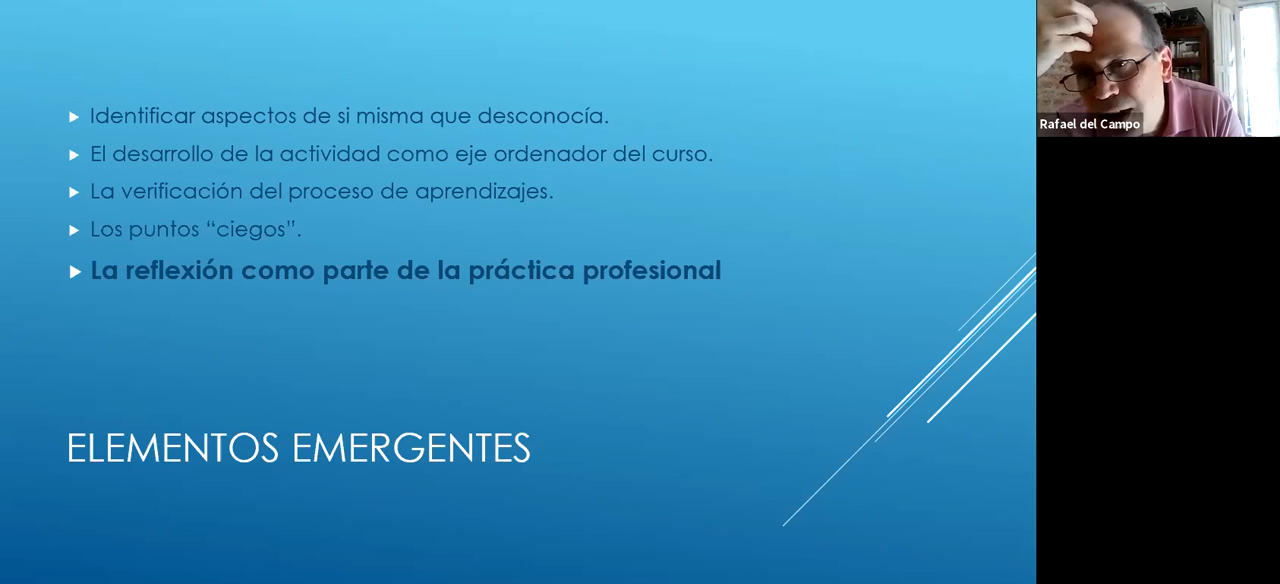 Identificar aspectos de si misma que desconocía.
El desarrollo de la actividad como eje ordenador del curso.
La verificación del proceso de aprendizajes.
Los puntos “ciegos”.
La reflexión como parte de la práctica profesional
ELEMENTOS EMERGENTES
Rafael del Campo